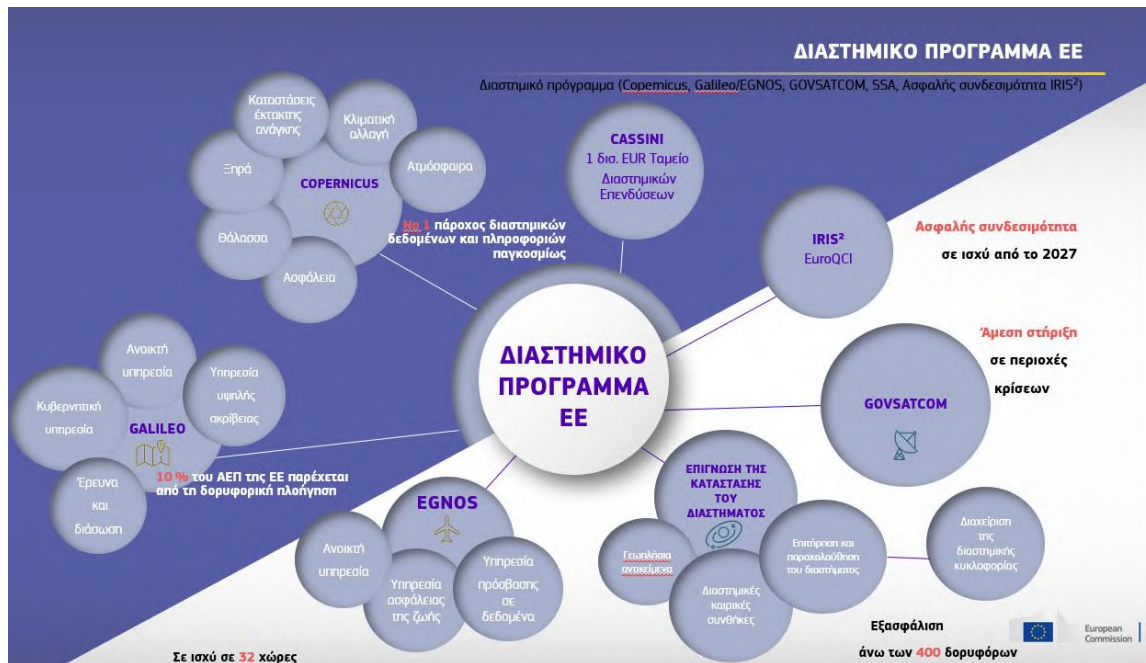 ΔΙΑΣΤΗΜΙΚΟ ΠΡΟΓΡΑΜΜΑ ΕΕ
Διαστημικό πρόγραμμα (Copernicus, Galileo/EGNOS, GOVSATCOM, SSA, Ασφαλής συνδεσιμότητα IRIS²)
Καταστάσεις
έκτακτης
ανάγκης
Κλιματική
αλλαγή
Ατμόσφαιρα
Ξηρά
COPERNICUS
Θάλασσα
Ασφάλεια
Νο 1 πάροχος διαστημικών
δεδομένων και πληροφοριών
παγκοσμίως
CASSINI
1 δισ. EUR Ταμείο
Διαστημικών
Επενδύσεων
IRIS²
EuroQCI
Ασφαλής συνδεσιμότητα
σε ισχύ από το 2027
ΔΙΑΣΤΗΜΙΚΟ
ΠΡΟΓΡΑΜΜΑ
ΕΕ
Άμεση στήριξη
σε περιοχές
κρίσεων
GOVSATCOM
Ανοικτή
υπηρεσία
Υπηρεσία
υψηλής
ακρίβειας
Κυβερνητική
υπηρεσία
GALILEO
Έρευνα
και
διάσωση
10 % του ΑΕΠ της ΕΕ παρέχεται
από τη δορυφορική πλοήγηση
EGNOS
Ανοικτή
υπηρεσία
Υπηρεσία
ασφάλειας
της ζωής
Υπηρεσία
πρόσβασης
σε
δεδομένα
Σε ισχύ σε 32 χώρες
ΕΠΙΓΝΩΣΗ ΤΗΣ
ΚΑΤΑΣΤΑΣΗΣ
ΤΟΥ
ΔΙΑΣΤΗΜΑΤΟΣ
Γεωπλήσια
αντικείμενα
Διαστημικές
καιρικές
συνθήκες
Επιτήρηση και
παρακολούθηση
του διαστήματος
Διαχείριση
της
διαστημικής
κυκλοφορίας
Εξασφάλιση
άνω των 400 δορυφόρων
European
Commission